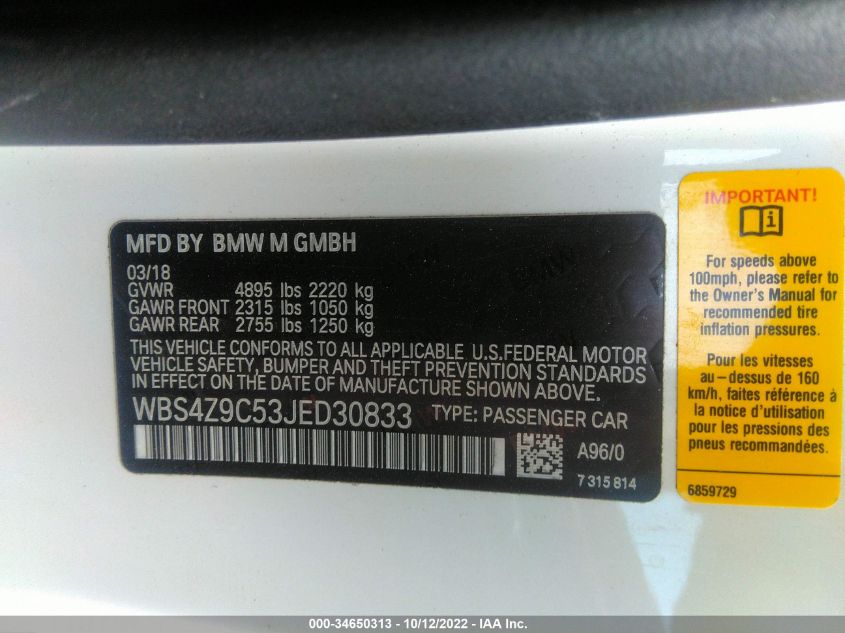 MFD BY BMW M GMBH
03/18
GVWR 4895 lbs 2220 kg
GAWR FRONT 2315 lbs 1050 kg
GAWR REAR 2755 lbs 1250 kg
THIS VEHICLE CONFORMS TO ALL APPLICABLE U.S.FEDERAL MOTOR
VEHICLE SAFETY, BUMPER AND THEFT PREVENTION STANDARDS
IN EFFECT ON THE DATE OF MANUFACTURE SHOWN ABOVE.
WBS4Z9C53JED30833 TYPE: PASSENGER CAR
A96/0
7 315 814
IMPORTANT!
For speeds above
100mph, please refer to
the Owner's Manual for
recommended tire
inflation pressures.
Pour les vitesses
au-dessus de 160
km/h, faites référence à
la notice d'utilisation
pour les pressions des
pneus recommandées.
6859729
000-34650313 - 10/12/2022 - IAA Inc.